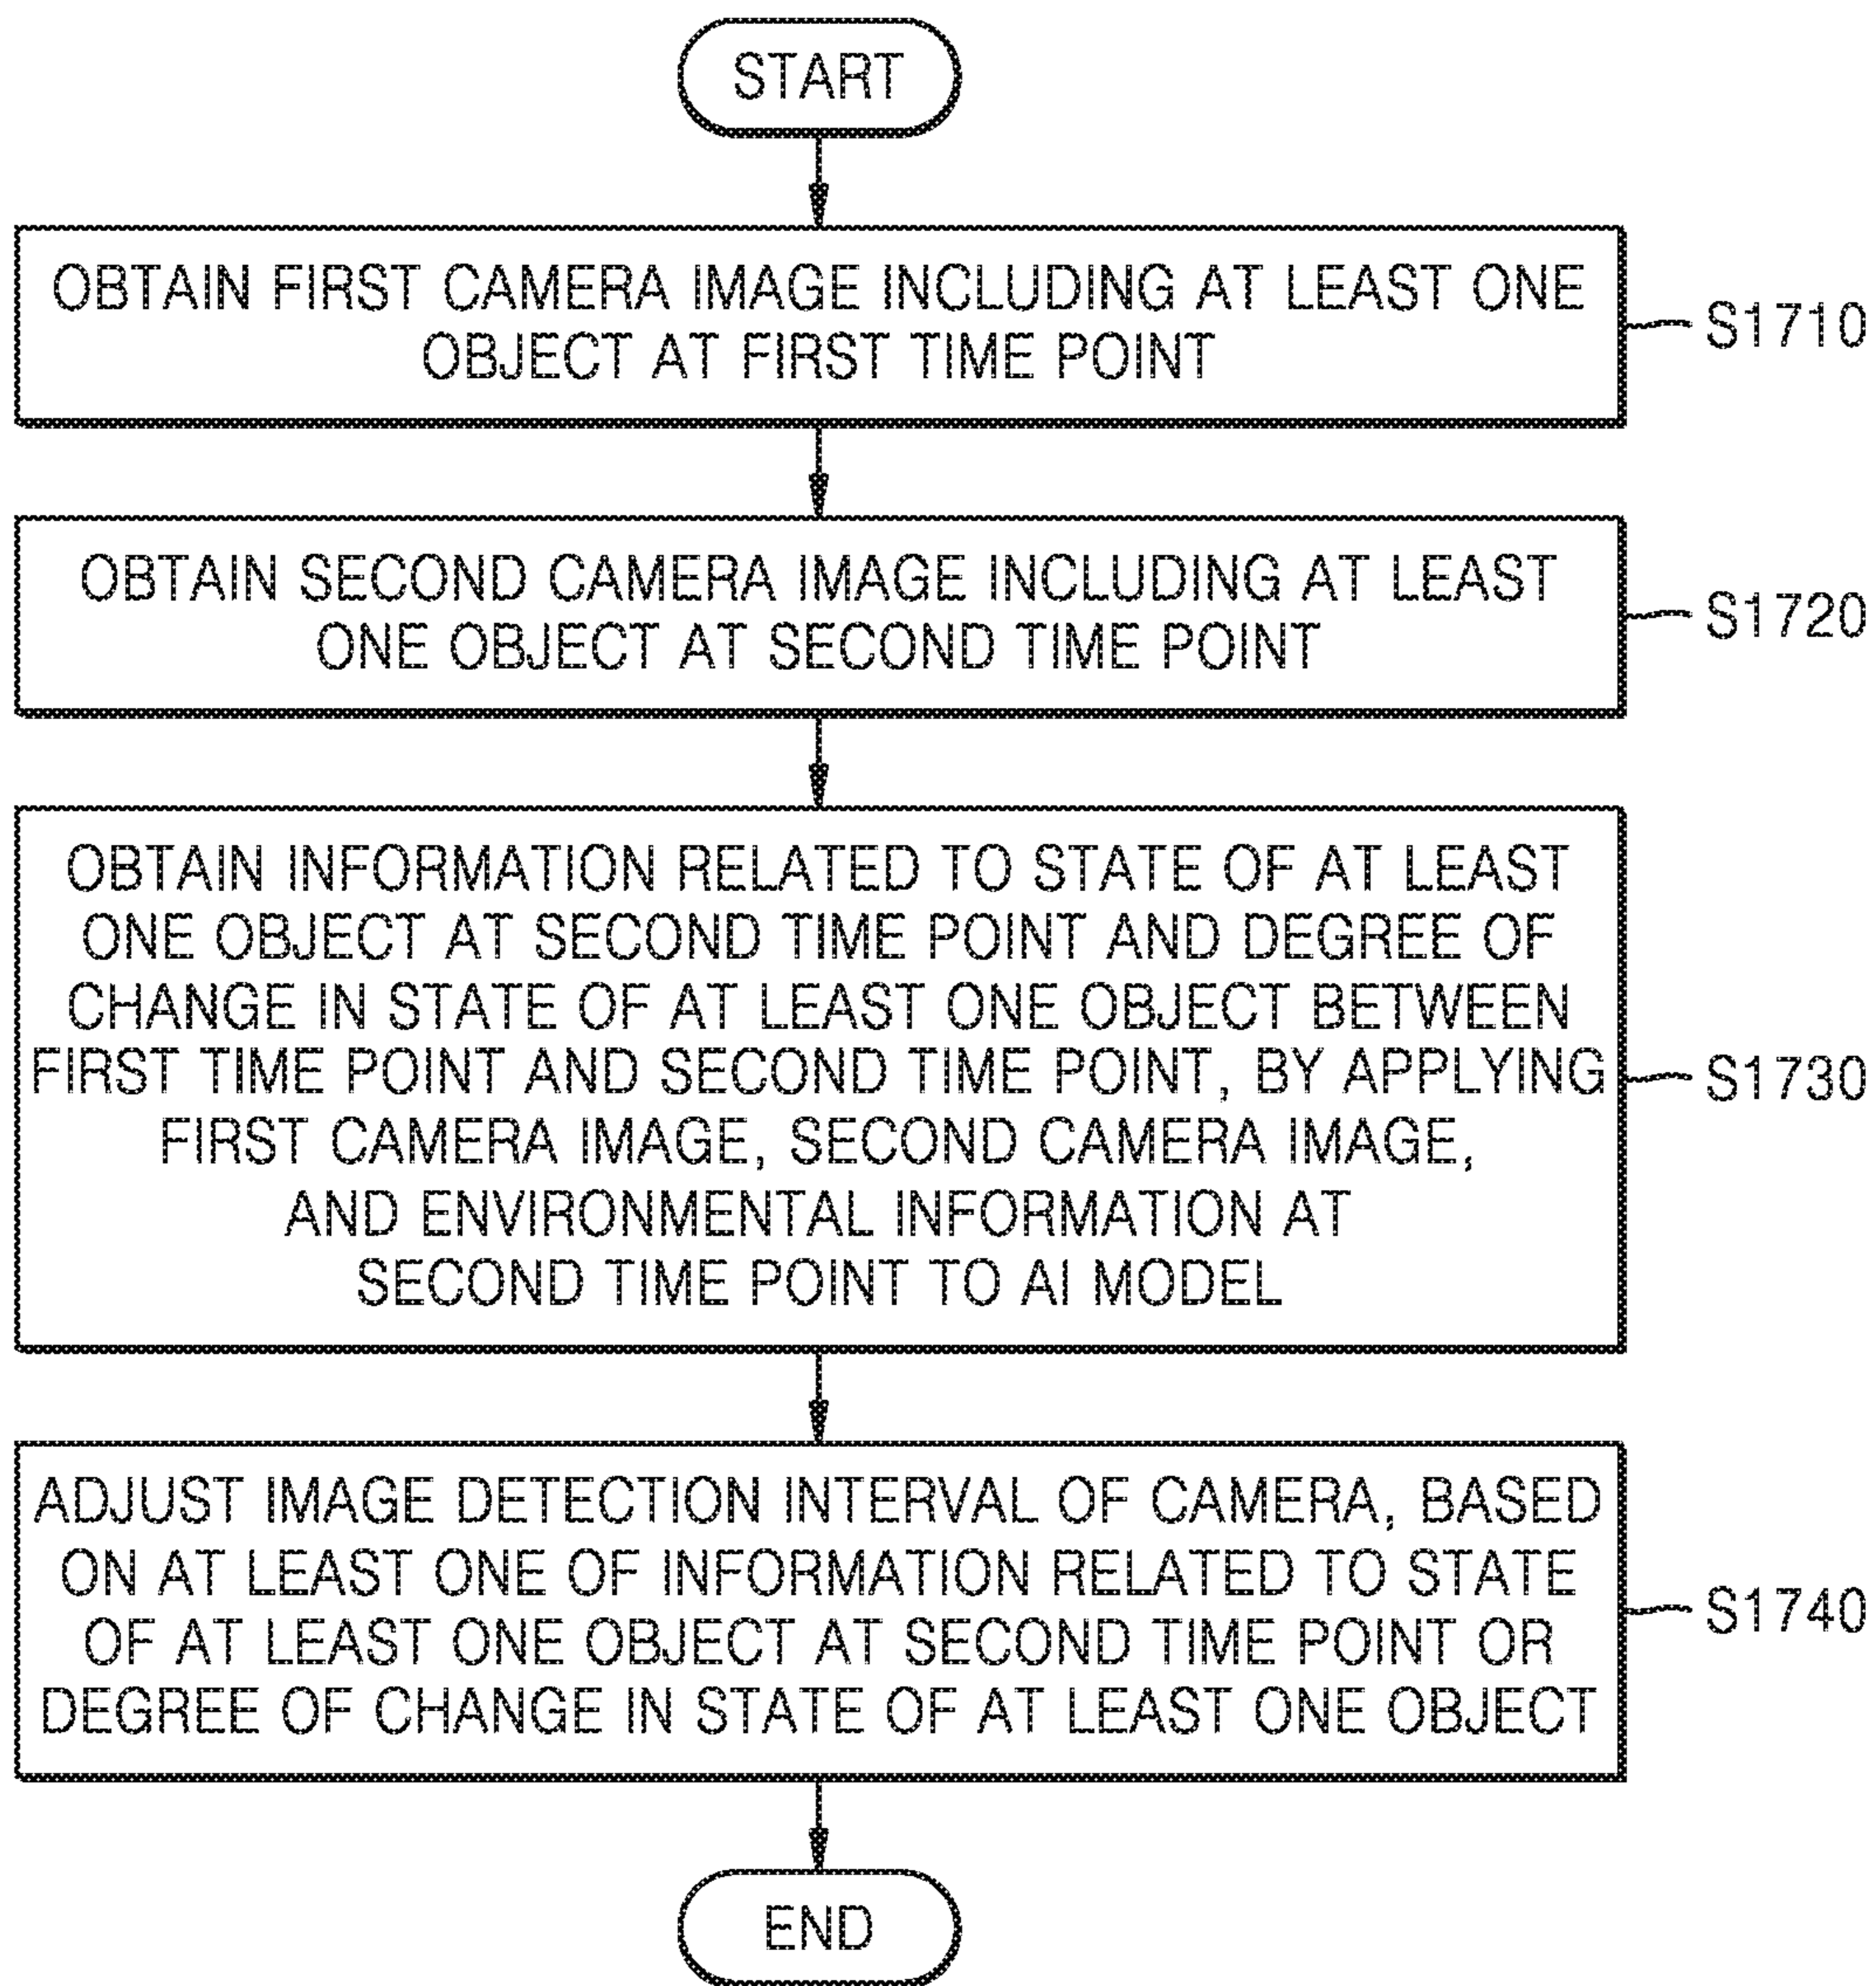 START
OBTAIN FIRST CAMERA IMAGE INCLUDING AT LEAST ONE
OBJECT AT FIRST TIME POINT
S1710
OBTAIN SECOND CAMERA IMAGE INCLUDING AT LEAST
ONE OBJECT AT SECOND TIME POINT
S1720
OBTAIN INFORMATION RELATED TO STATE OF AT LEAST
ONE OBJECT AT SECOND TIME POINT AND DEGREE OF
CHANGE IN STATE OF AT LEAST ONE OBJECT BETWEEN
FIRST TIME POINT AND SECOND TIME POINT, BY APPLYING
FIRST CAMERA IMAGE, SECOND CAMERA IMAGE,
AND ENVIRONMENTAL INFORMATION AT
SECOND TIME POINT TO AI MODEL
S1730
ADJUST IMAGE DETECTION INTERVAL OF CAMERA, BASED
ON AT LEAST ONE OF INFORMATION RELATED TO STATE
OF AT LEAST ONE OBJECT AT SECOND TIME POINT OR
DEGREE OF CHANGE IN STATE OF AT LEAST ONE OBJECT
S1740
END